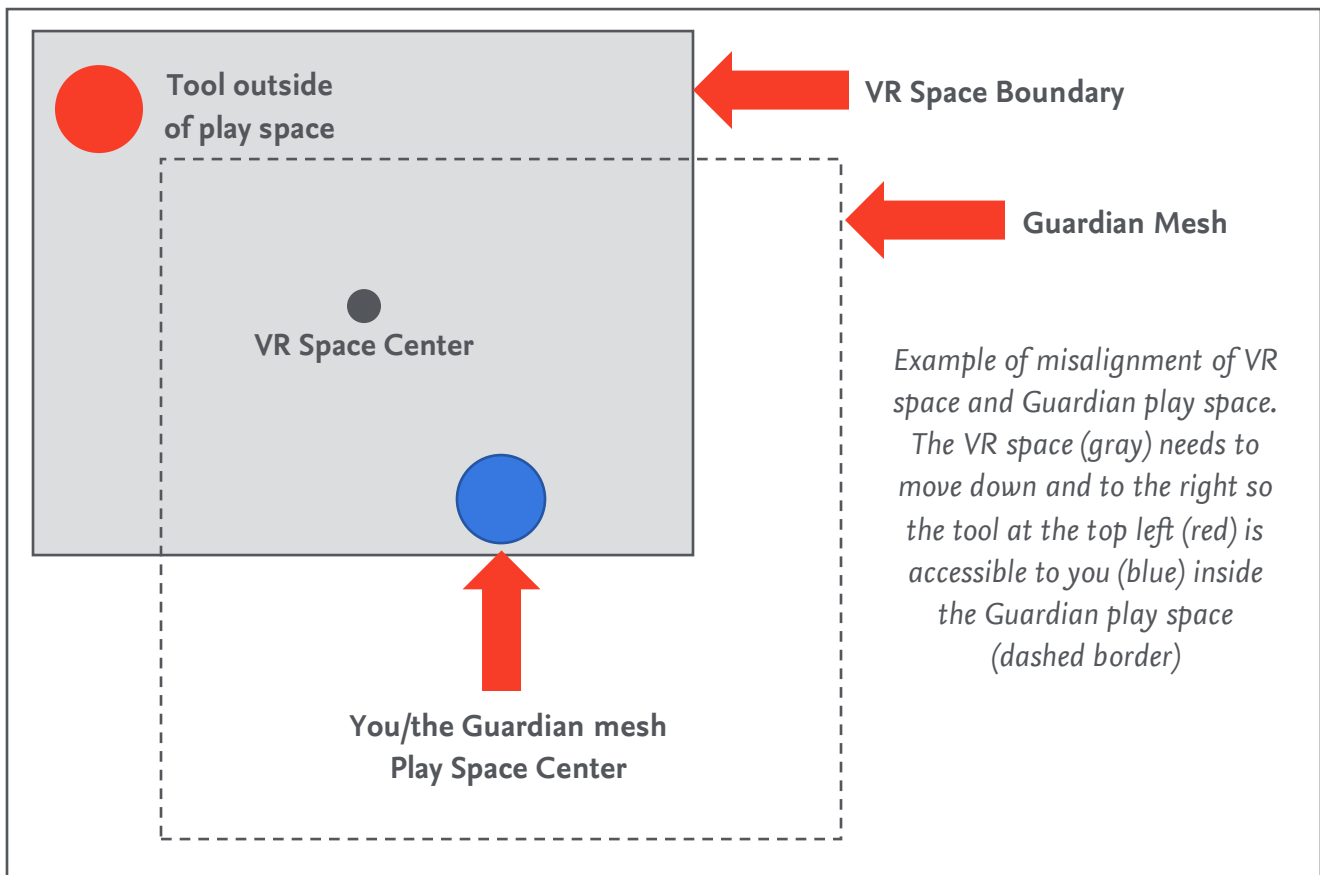 Tool outside
of play space
VR Space Boundary
Guardian Mesh
VR Space Center
Example of misalignment of VR
space and Guardian play space.
The VR space (gray) needs to
move down and to the right so
the tool at the top left (red) is
accessible to you (blue) inside
the Guardian play space
(dashed border)
You/the Guardian mesh
Play Space Center